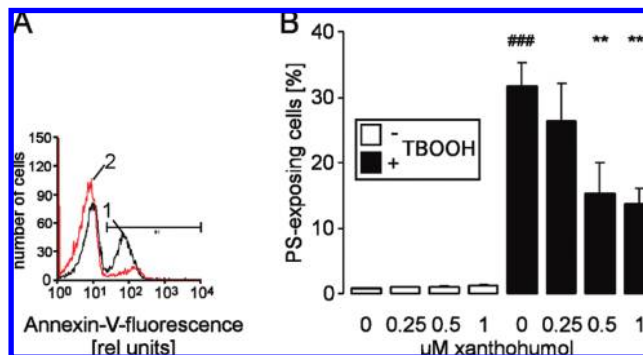 A
150
120
90
60
30
0
number of cells
2
1
10⁰ 10¹ 10² 10³ 10⁴
Annexin-V-fluorescence
[rel units]
B
40
30
20
10
0
PS-exposing cells [%]
-
+
TBOOH
###
**
**
0 0.25 0.5 1 0 0.25 0.5 1
µM xanthohumol